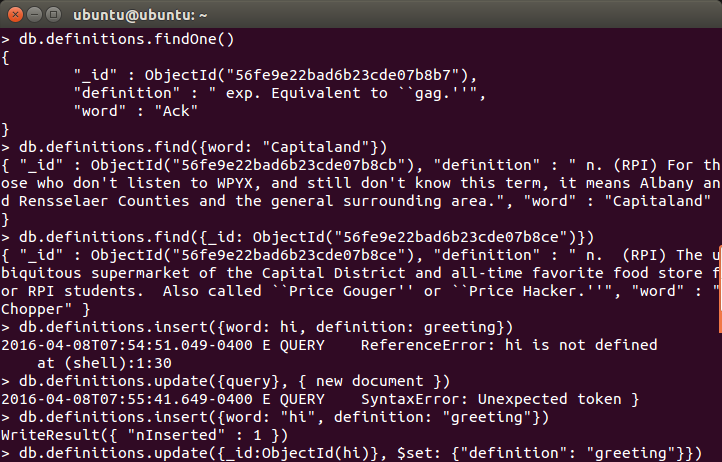 ubuntu@ubuntu: ~
> db.definitions.findOne()
{
        "_id" : ObjectId("56fe9e22bad6b23cde07b8b7"),
        "definition" : " exp. Equivalent to ``gag.''",
        "word" : "Ack"
}
> db.definitions.find({word: "Capitaland"})
{ "_id" : ObjectId("56fe9e22bad6b23cde07b8cb"), "definition" : " n. (RPI) For th
ose who don't listen to WPYX, and still don't know this term, it means Albany an
d Rensselaer Counties and the general surrounding area.", "word" : "Capitaland"
}
> db.definitions.find({_id: ObjectId("56fe9e22bad6b23cde07b8ce")})
{ "_id" : ObjectId("56fe9e22bad6b23cde07b8ce"), "definition" : " n.  (RPI) The u
biquitous supermarket of the Capital District and all-time favorite food store f
or RPI students.  Also called ``Price Gouger'' or ``Price Hacker.''", "word" : "
Chopper" }
> db.definitions.insert({word: hi, definition: greeting})
2016-04-08T07:54:51.049-0400 E QUERY    ReferenceError: hi is not defined
    at (shell):1:30
> db.definitions.update({query}, { new document })
2016-04-08T07:55:41.649-0400 E QUERY    SyntaxError: Unexpected token }
> db.definitions.insert({word: "hi", definition: "greeting"})
WriteResult({ "nInserted" : 1 })
> db.definitions.update({_id:ObjectId(hi)}, $set: {"definition": "greeting"}})